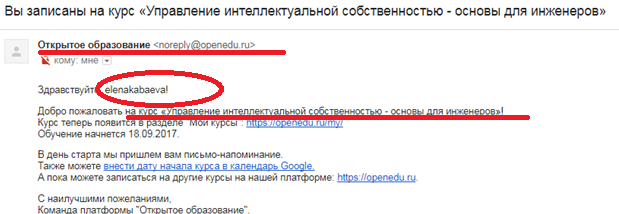 Вы записаны на курс «Управление интеллектуальной собственностью - основы для инженеров»
Открытое образование <noreply@openedu.ru>
кому: мне
Здравствуйте, elenakabaeva!
Добро пожаловать на курс «Управление интеллектуальной собственностью - основы для инженеров»!
Курс теперь появится в разделе "Мои курсы": https://openedu.ru/my/
Обучение начнется 18.09.2017.
В день старта мы пришлем вам письмо-напоминание.
Также можете внести дату начала курса в календарь Google.
А пока можете записаться на другие курсы на нашей платформе: https://openedu.ru.
С наилучшими пожеланиями,
Команда платформы "Открытое образование".